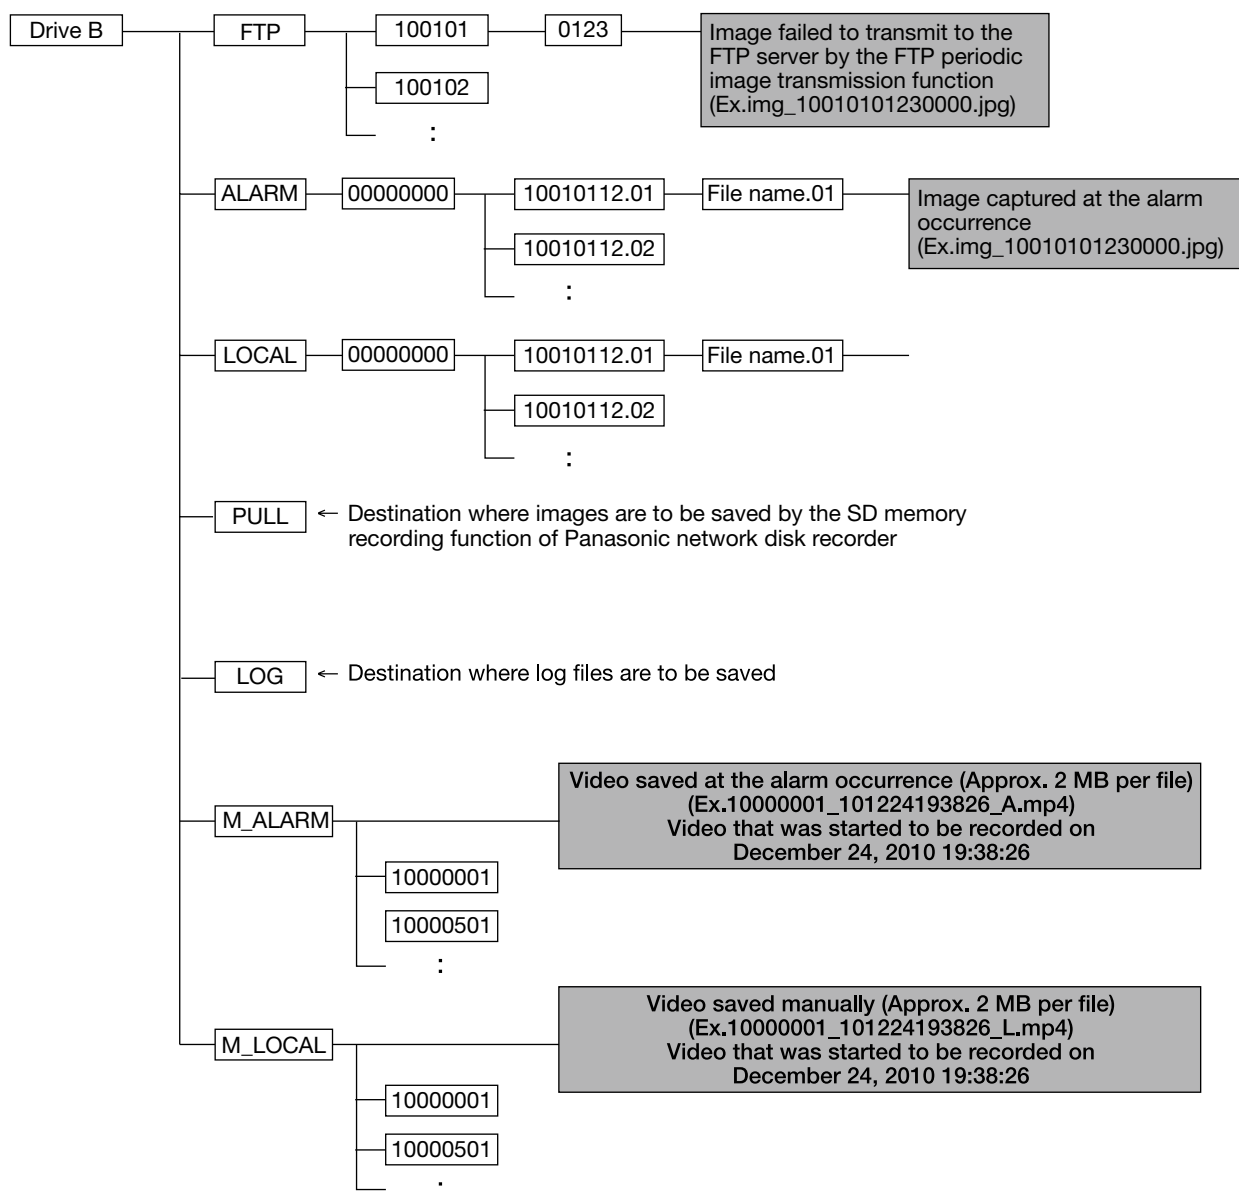 Drive B
FTP
100101
0123
Image failed to transmit to the
FTP server by the FTP periodic
image transmission function
(Ex.img_10010101230000.jpg)
100102
:
ALARM
00000000
10010112.01
File name.01
Image captured at the alarm
occurrence
(Ex.img_10010101230000.jpg)
10010112.02
:
LOCAL
00000000
10010112.01
File name.01
10010112.02
:
PULL
← Destination where images are to be saved by the SD memory
recording function of Panasonic network disk recorder
LOG
← Destination where log files are to be saved
M_ALARM
Video saved at the alarm occurrence (Approx. 2 MB per file)
(Ex.10000001_101224193826_A.mp4)
Video that was started to be recorded on
December 24, 2010 19:38:26
10000001
10000501
:
M_LOCAL
Video saved manually (Approx. 2 MB per file)
(Ex.10000001_101224193826_L.mp4)
Video that was started to be recorded on
December 24, 2010 19:38:26
10000001
10000501
.